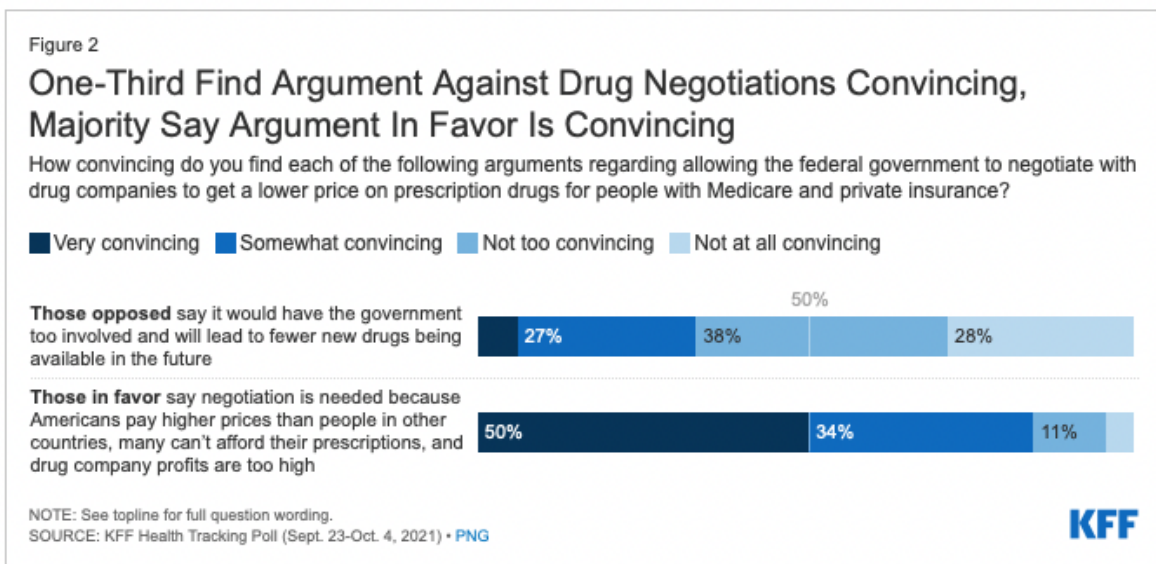 Figure 2
One-Third Find Argument Against Drug Negotiations Convincing,
Majority Say Argument In Favor Is Convincing
How convincing do you find each of the following arguments regarding allowing the federal government to negotiate with
drug companies to get a lower price on prescription drugs for people with Medicare and private insurance?
Very convincing Somewhat convincing Not too convincing Not at all convincing
50%
Those opposed say it would have the government
too involved and will lead to fewer new drugs being
available in the future
27% 38% 28%
Those in favor say negotiation is needed because
Americans pay higher prices than people in other
countries, many can't afford their prescriptions, and
drug company profits are too high
50% 34% 11%
NOTE: See topline for full question wording.
SOURCE: KFF Health Tracking Poll (Sept. 23-Oct. 4, 2021) • PNG
KFF